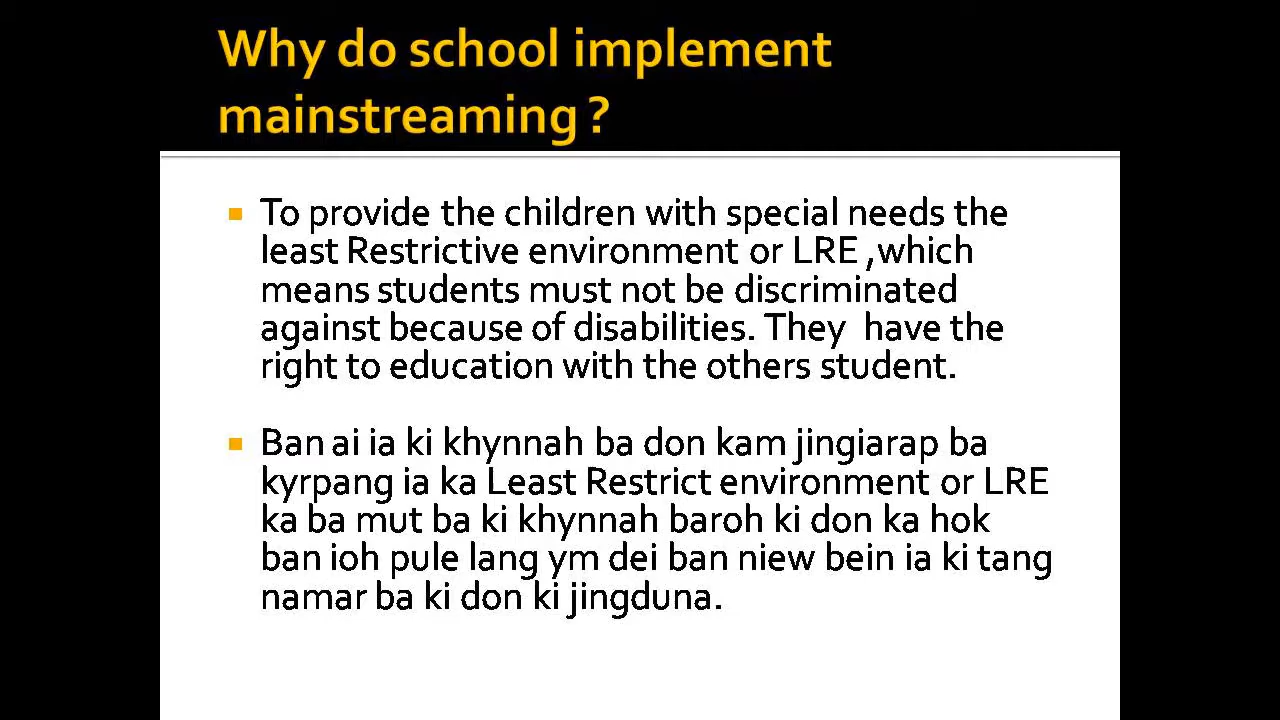 Why do school implement
mainstreaming ?
To provide the children with special needs the
least Restrictive environment or LRE ,which
means students must not be discriminated
against because of disabilities. They  have the
right to education with the others student.
Ban ai ia ki khynnah ba don kam jingiarap ba
kyrpang ia ka Least Restrict environment or LRE
ka ba mut ba ki khynnah baroh ki don ka hok
ban ioh pule lang ym dei ban niew bein ia ki tang
namar ba ki don ki jingduna.